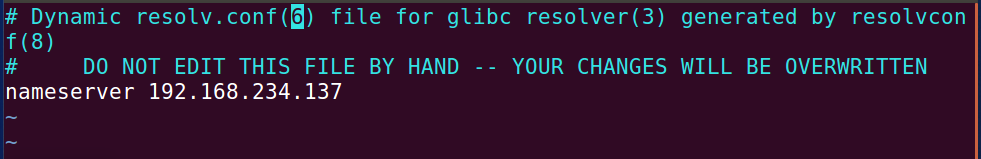 # Dynamic resolv.conf(6) file for glibc resolver(3) generated by resolvcon
f(8)
#     DO NOT EDIT THIS FILE BY HAND -- YOUR CHANGES WILL BE OVERWRITTEN
nameserver 192.168.234.137
~
~